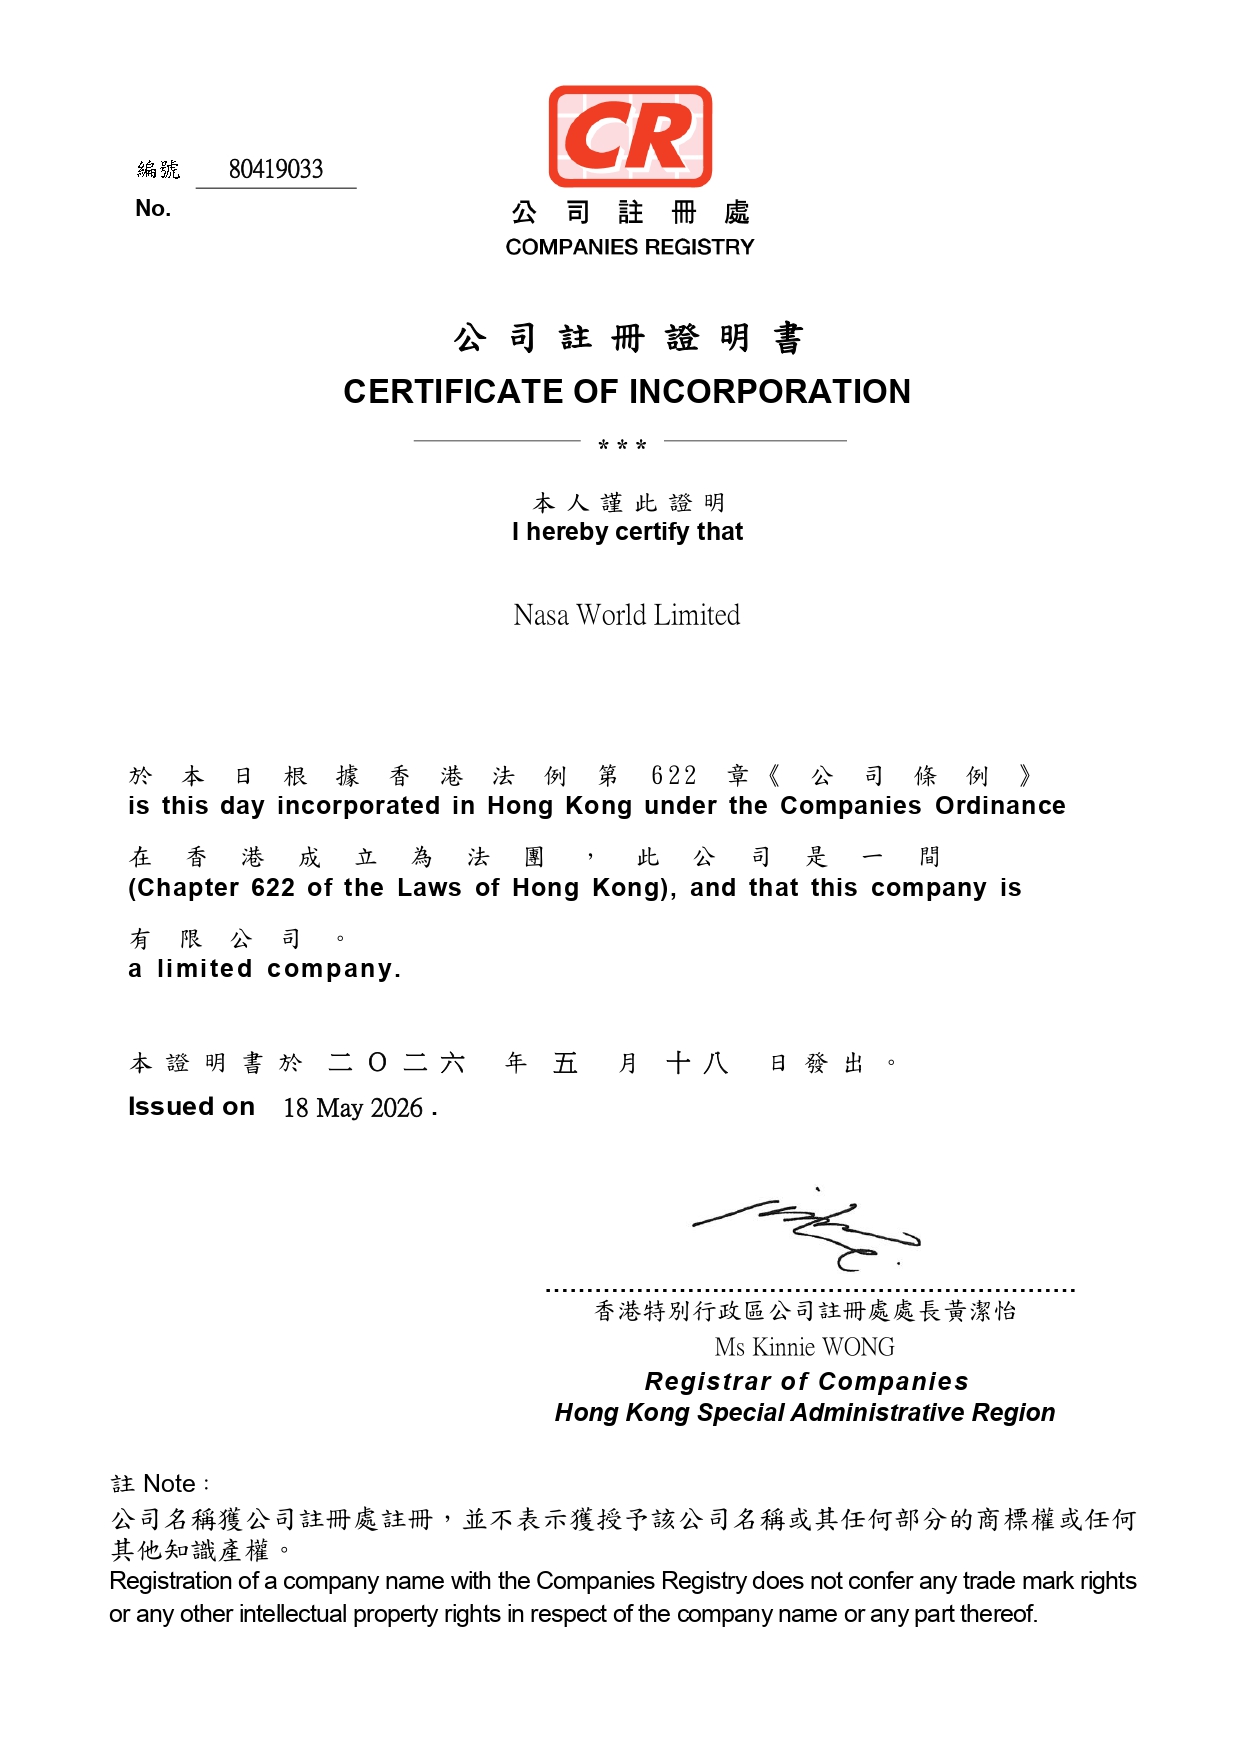 CR
編號 80419033
No.
公司註冊處
COMPANIES REGISTRY
公司註冊證明書
CERTIFICATE OF INCORPORATION
* * *
本人謹此證明
I hereby certify that
Nasa World Limited
於本日根據香港法例第622章《公司條例》
is this day incorporated in Hong Kong under the Companies Ordinance
在香港成立為法團，此公司是一間
(Chapter 622 of the Laws of Hong Kong), and that this company is
有限公司。
a limited company.
本證明書於二O二六年五月十八日發出。
Issued on 18 May 2026 .
香港特別行政區公司註冊處處長黃潔怡
Ms Kinnie WONG
Registrar of Companies
Hong Kong Special Administrative Region
註 Note :
公司名稱獲公司註冊處註冊，並不表示獲授予該公司名稱或其任何部分的商標權或任何
其他知識產權。
Registration of a company name with the Companies Registry does not confer any trade mark rights
or any other intellectual property rights in respect of the company name or any part thereof.